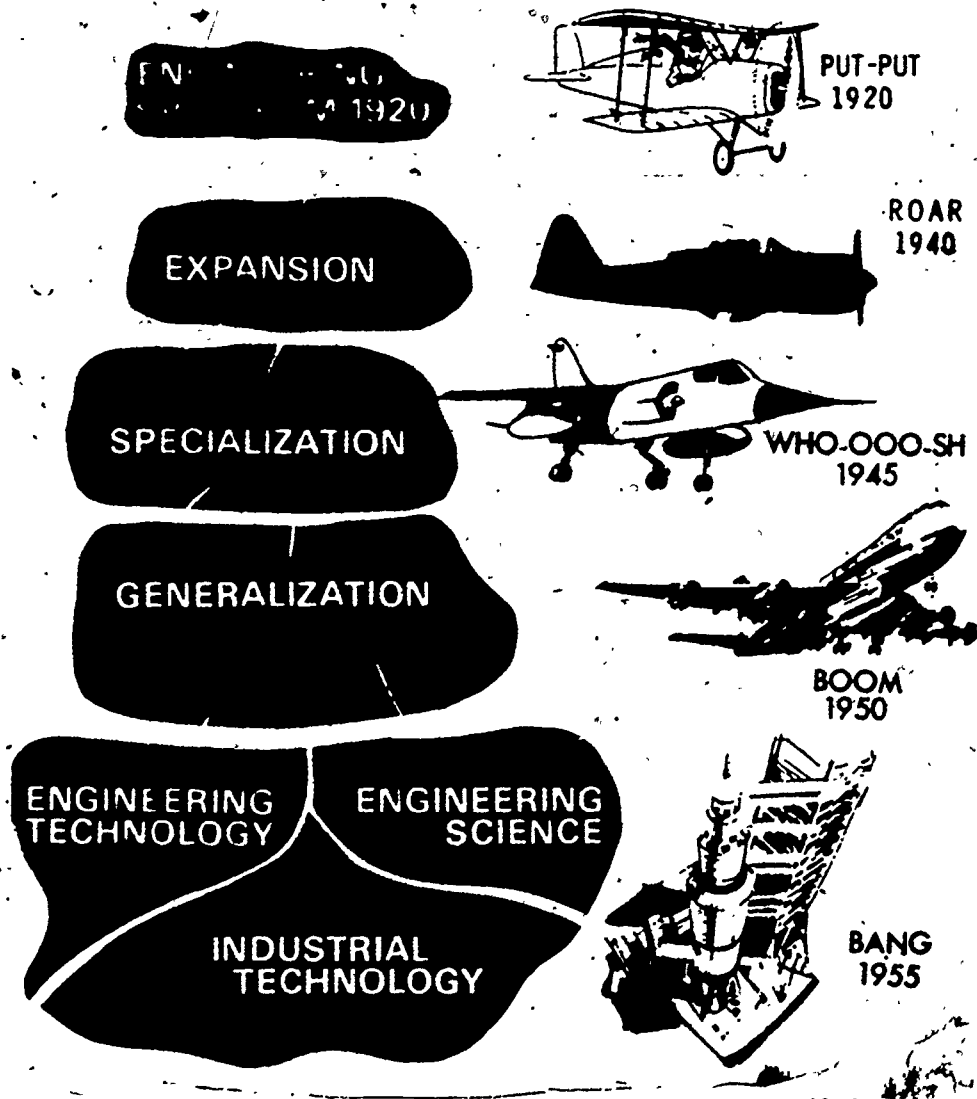 1920
PUT-PUT
1920
EXPANSION
ROAR
1940
SPECIALIZATION
WHO-OOO-SH
1945
GENERALIZATION
BOOM
1950
ENGINEERING
TECHNOLOGY
ENGINEERING
SCIENCE
INDUSTRIAL
TECHNOLOGY
BANG
1955